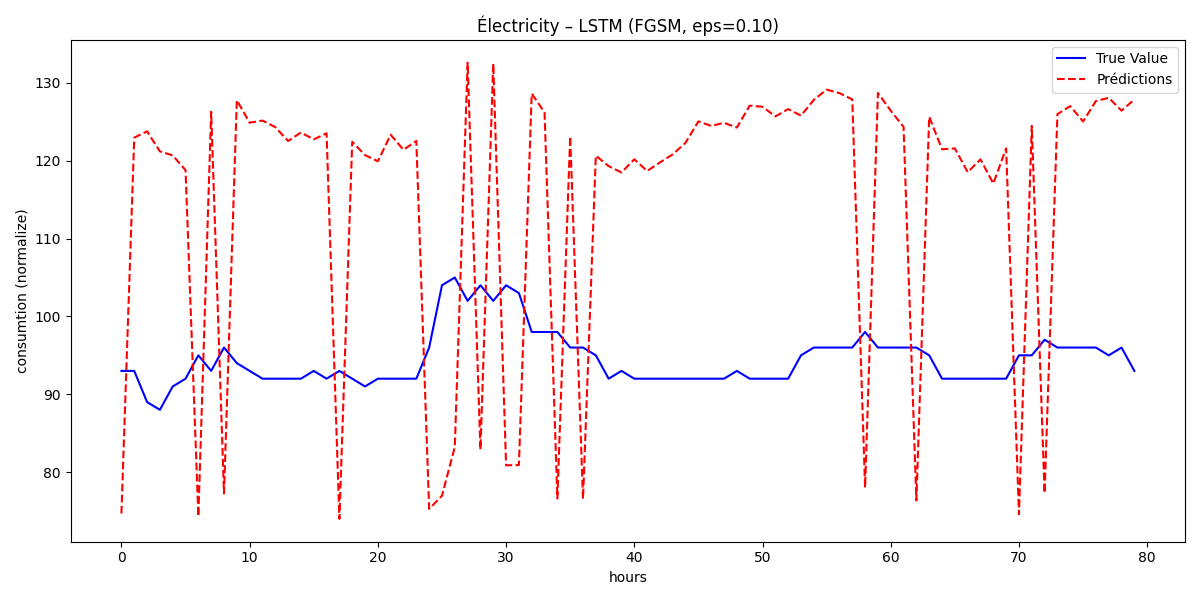 Électricity – LSTM (FGSM, eps=0.10)
True Value
Prédictions
consumtion (normalize)
130
120
110
100
90
80
0 10 20 30 40 50 60 70 80
hours